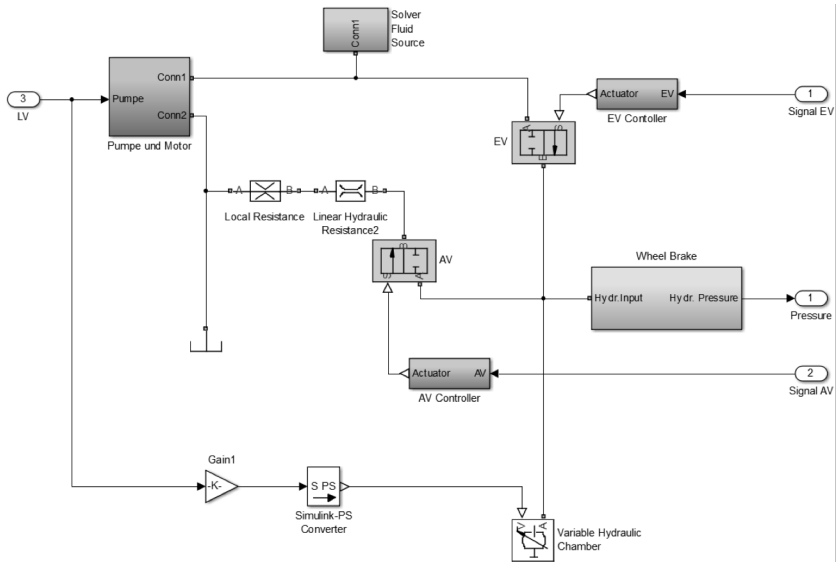 Conn1
Solver
Fluid
Source
3
LV
Pumpe
Conn1
Conn2
Pumpe und Motor
Actuator
EV
EV Contoller
1
Signal EV
EV
A
S
B
A
B
Local Resistance
A
B
Linear Hydraulic
Resistance2
B
S
A
AV
Wheel Brake
Hydr.Input
Hydr. Pressure
1
Pressure
Actuator
AV
AV Controller
2
Signal AV
Gain1
-K-
S PS
Simulink-PS
Converter
V
A
Variable Hydraulic
Chamber